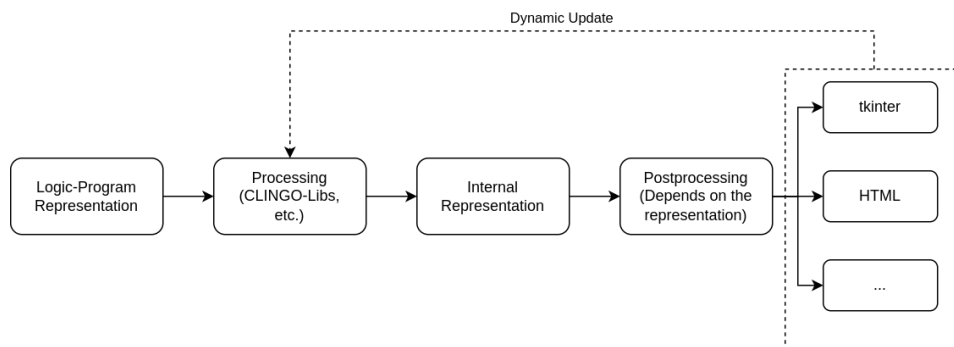 Dynamic Update
tkinter
Logic-Program
Representation
Processing
(CLINGO-Libs,
etc.)
Internal
Representation
Postprocessing
(Depends on the
representation)
HTML
...